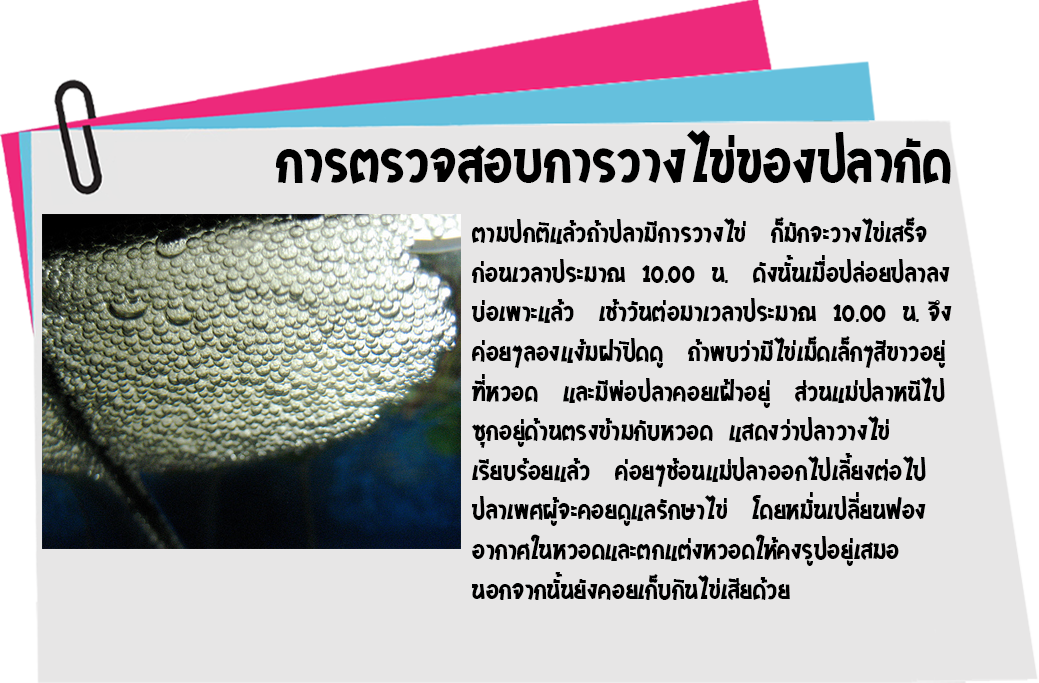 การตรวจสอบการวางไข่ของปลากัด
ตามปกติแล้วถ้าปลามีการวางไข่ ก็มักจะวางไข่เสร็จ
ก่อนเวลาประมาณ 10.00 น. ดังนั้นเมื่อปล่อยปลาลง
บ่อเพาะแล้ว เช้าวันต่อมาเวลาประมาณ 10.00 น. จึง
ค่อยๆลองแง้มฝาปิดดู ถ้าพบว่ามีไข่เม็ดเล็กๆสีขาวอยู่
ที่หวอด และมีพ่อปลาคอยเฝ้าอยู่ ส่วนแม่ปลาหนีไป
ซุกอยู่ด้านตรงข้ามกับหวอด แสดงว่าปลาวางไข่
เรียบร้อยแล้ว ค่อยๆช้อนแม่ปลาออกไปเลี้ยงต่อไป
ปลาเพศผู้จะคอยดูแลรักษาไข่ โดยหมั่นเปลี่ยนฟอง
อากาศในหวอดและตกแต่งหวอดให้คงรูปอยู่เสมอ
นอกจากนั้นยังคอยเก็บกินไข่เสียด้วย